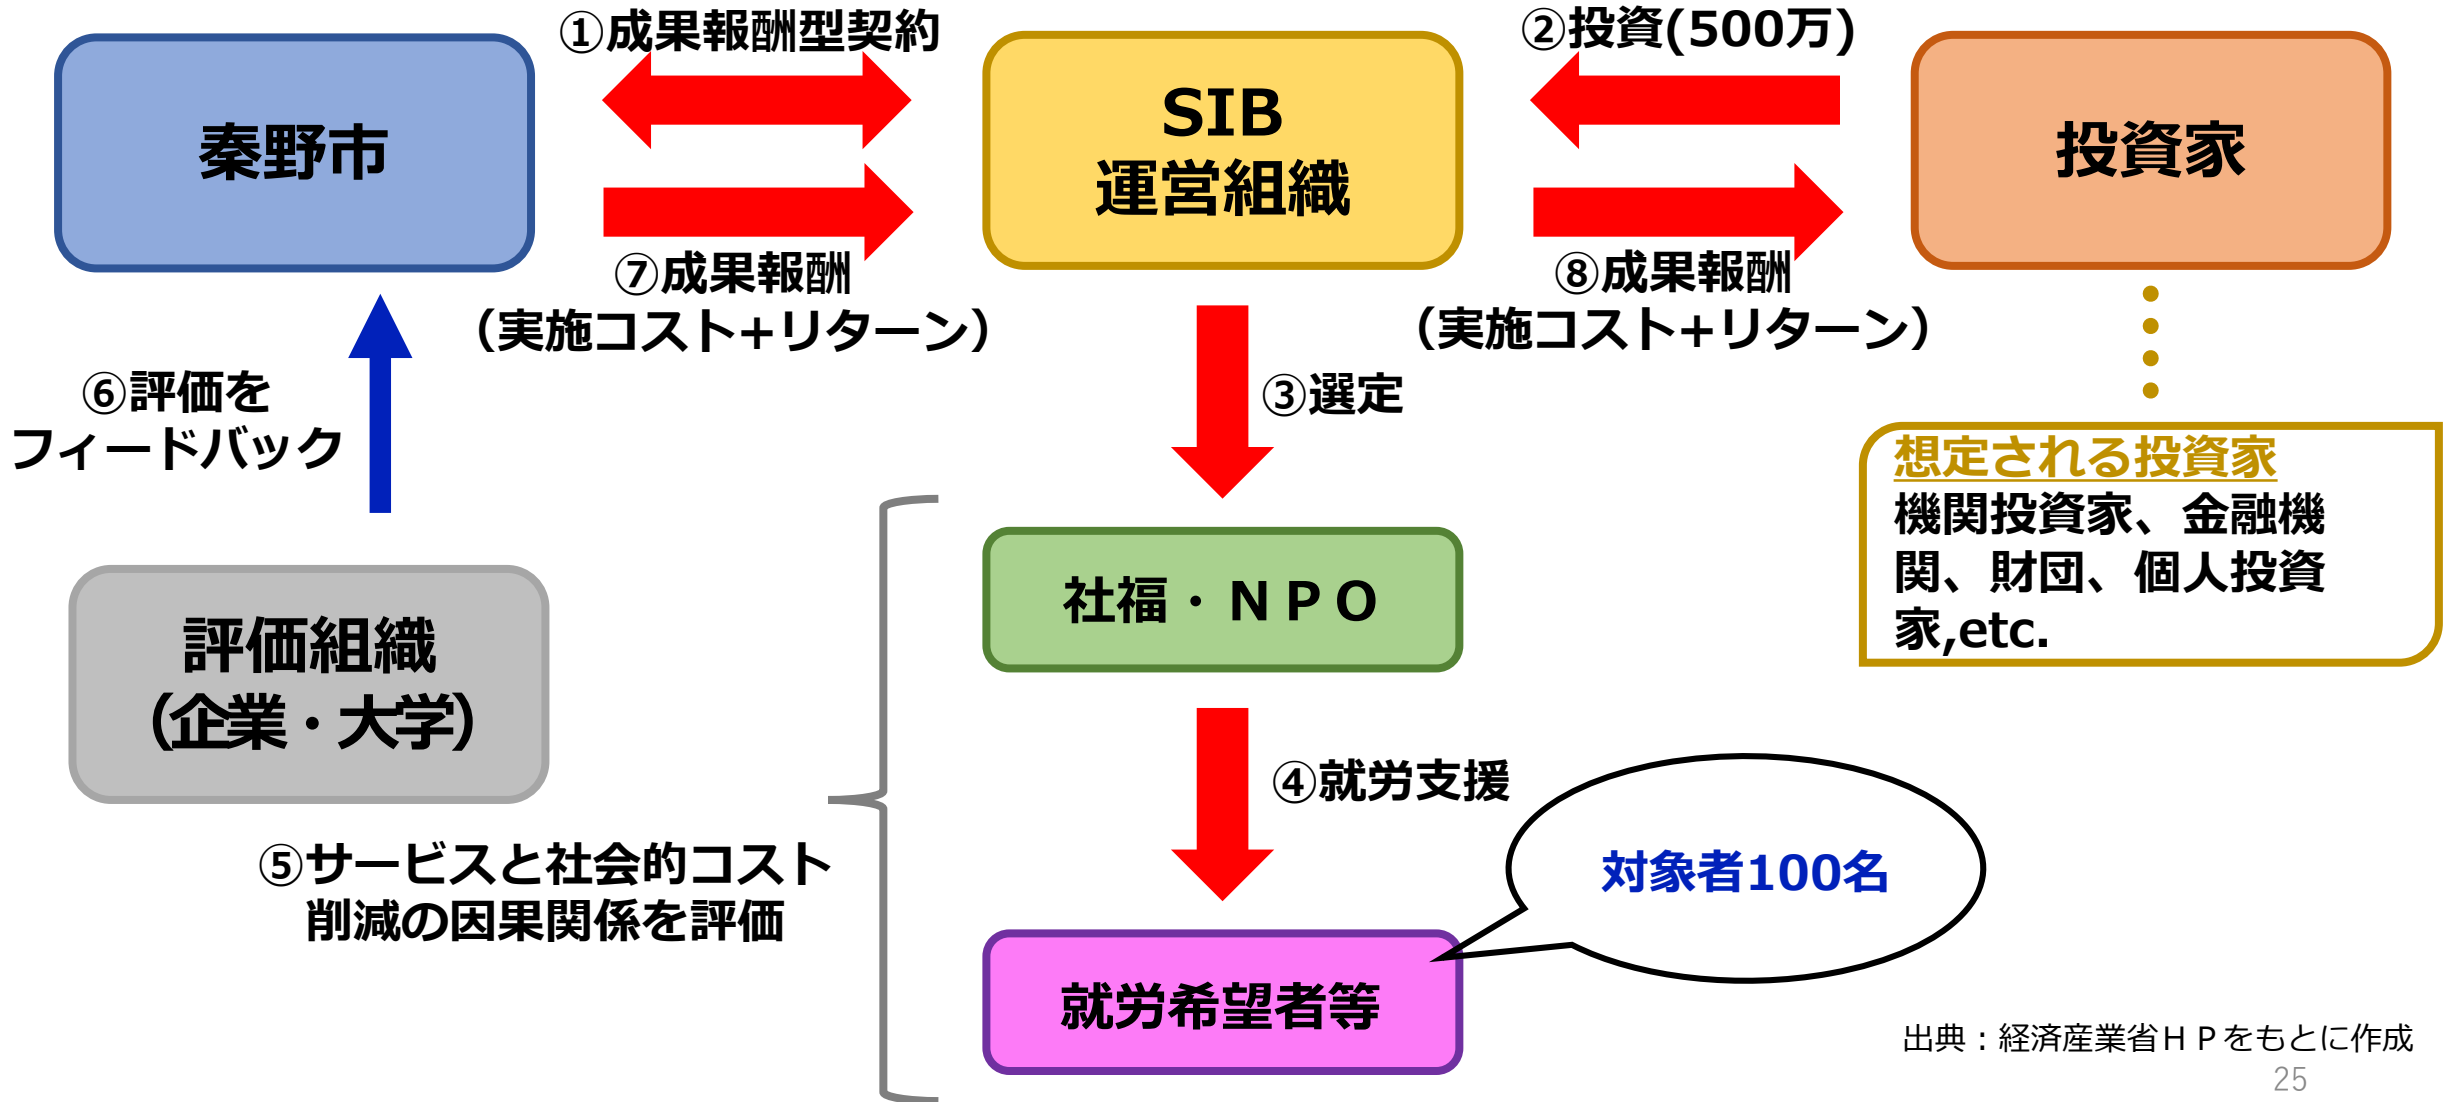 ①成果報酬型契約
②投資(500万)
秦野市
SIB
運営組織
投資家
⑦成果報酬
（実施コスト+リターン）
⑧成果報酬
（実施コスト+リターン）
③選定
⑥評価を
フィードバック
想定される投資家
機関投資家、金融機
関、財団、個人投資
家,etc.
社福・ＮＰＯ
評価組織
（企業・大学）
④就労支援
⑤サービスと社会的コスト
削減の因果関係を評価
対象者100名
就労希望者等
出典：経済産業省ＨＰをもとに作成
25